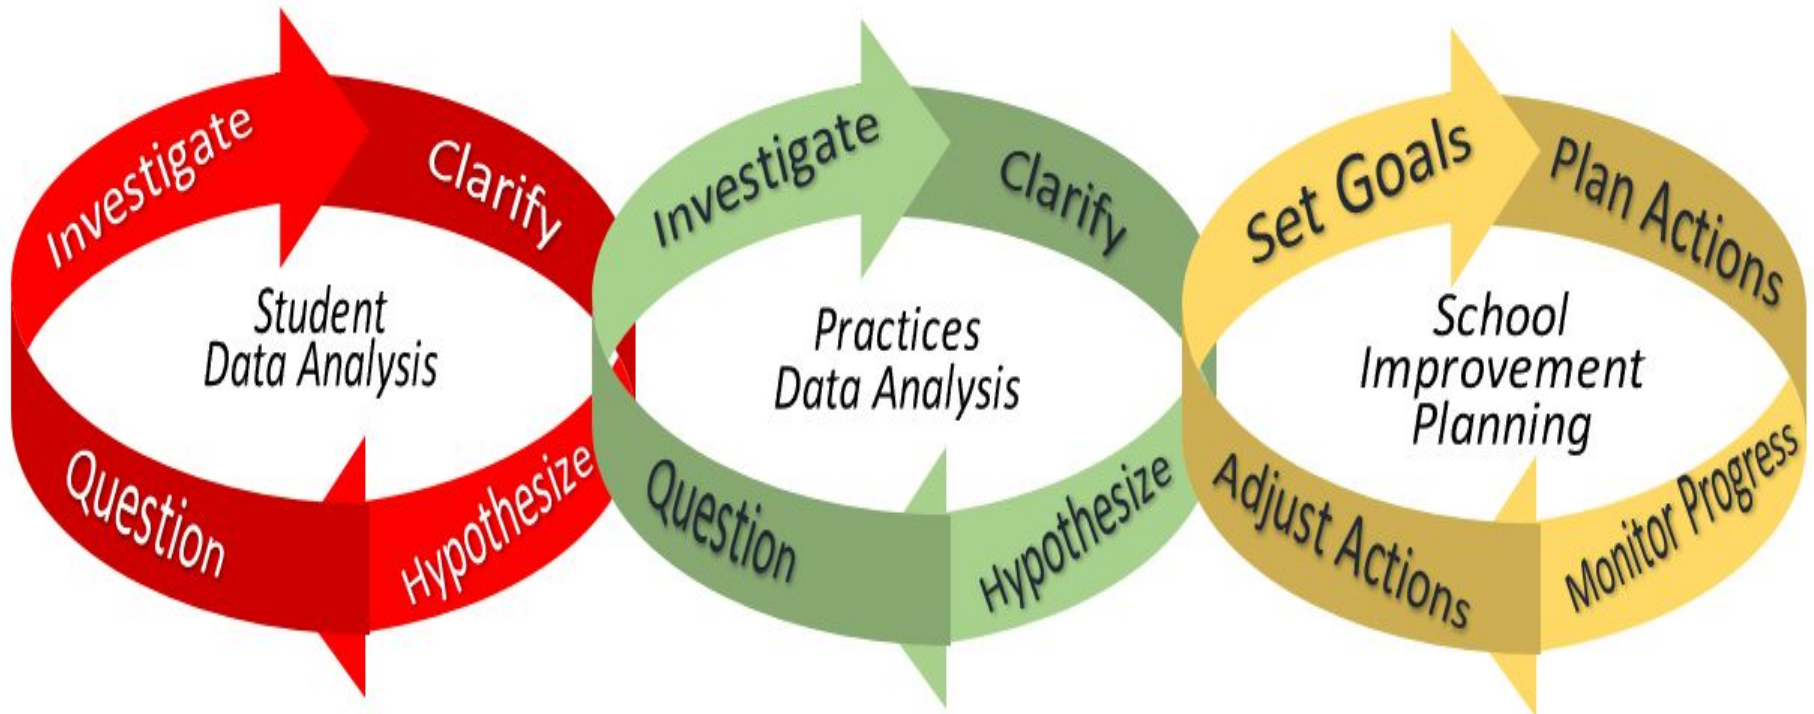 Investigate
Clarify
Student
Data Analysis
Question
Hypothesize
Investigate
Clarify
Practices
Data Analysis
Question
Hypothesize
Set Goals
Plan Actions
School
Improvement
Planning
Adjust Actions
Monitor Progress